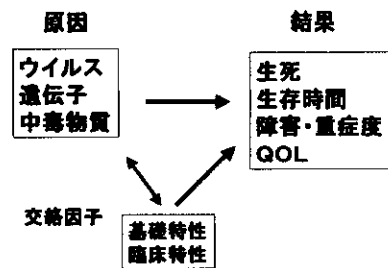 原因
結果
ウイルス
遺伝子
中毒物質
生死
生存時間
障害・重症度
QOL
交絡因子
基礎特性
臨床特性